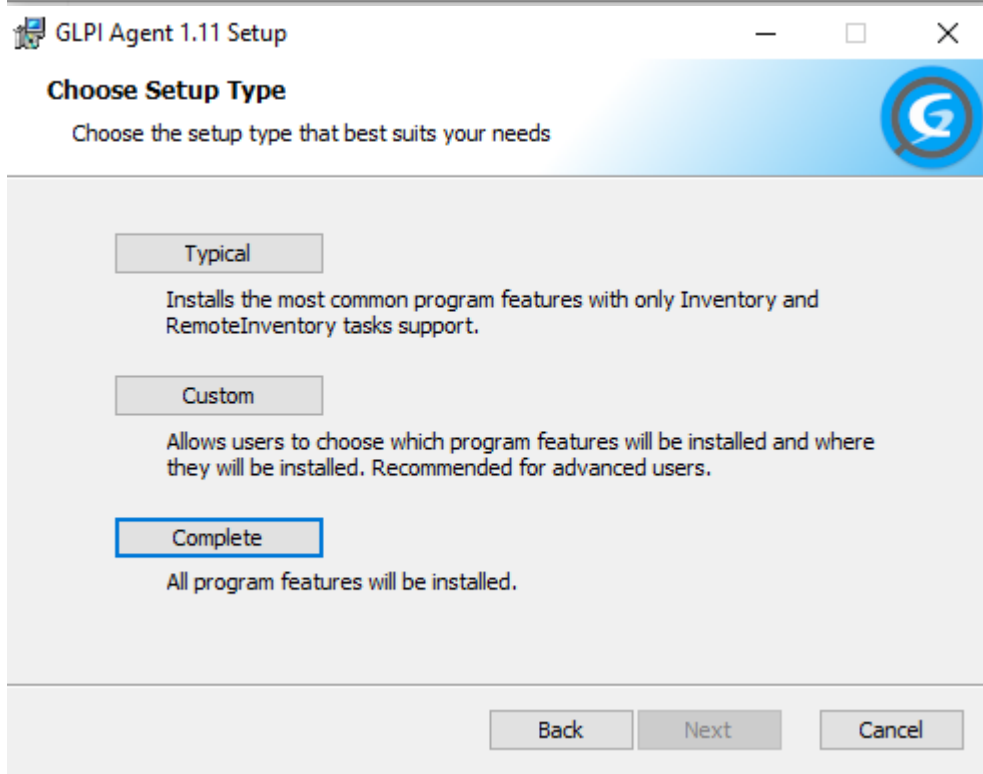 GLPI Agent 1.11 Setup
Choose Setup Type
Choose the setup type that best suits your needs
Typical
Installs the most common program features with only Inventory and
RemoteInventory tasks support.
Custom
Allows users to choose which program features will be installed and where
they will be installed. Recommended for advanced users.
Complete
All program features will be installed.
Back Next Cancel